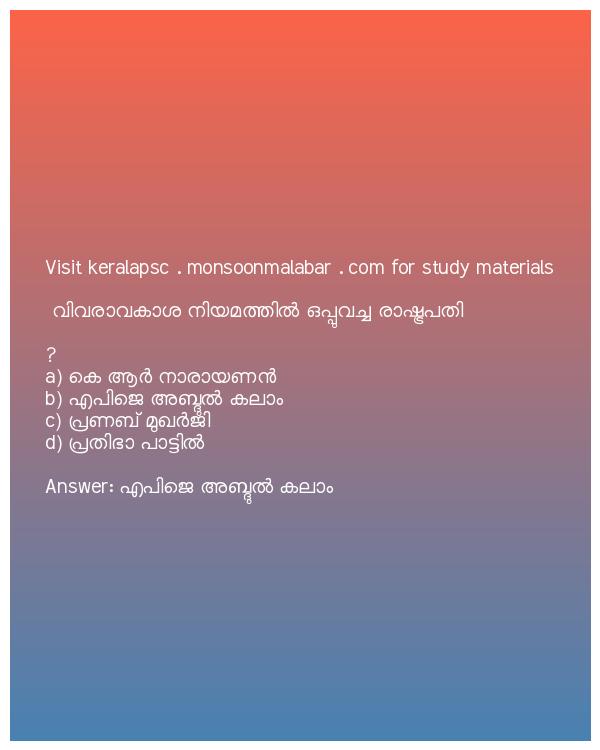 Visit keralapsc . monsoonmalabar . com for study materials
വിവരാവകാശ നിയമത്തിൽ ഒപ്പുവച്ച രാഷ്ട്രപതി
?
a) കെ ആർ നാരായണൻ
b) എപിജെ അബ്ദുൽ കലാം
c) പ്രണബ് മുഖർജി
d) പ്രതിഭാ പാട്ടിൽ
Answer: എപിജെ അബ്ദുൽ കലാം